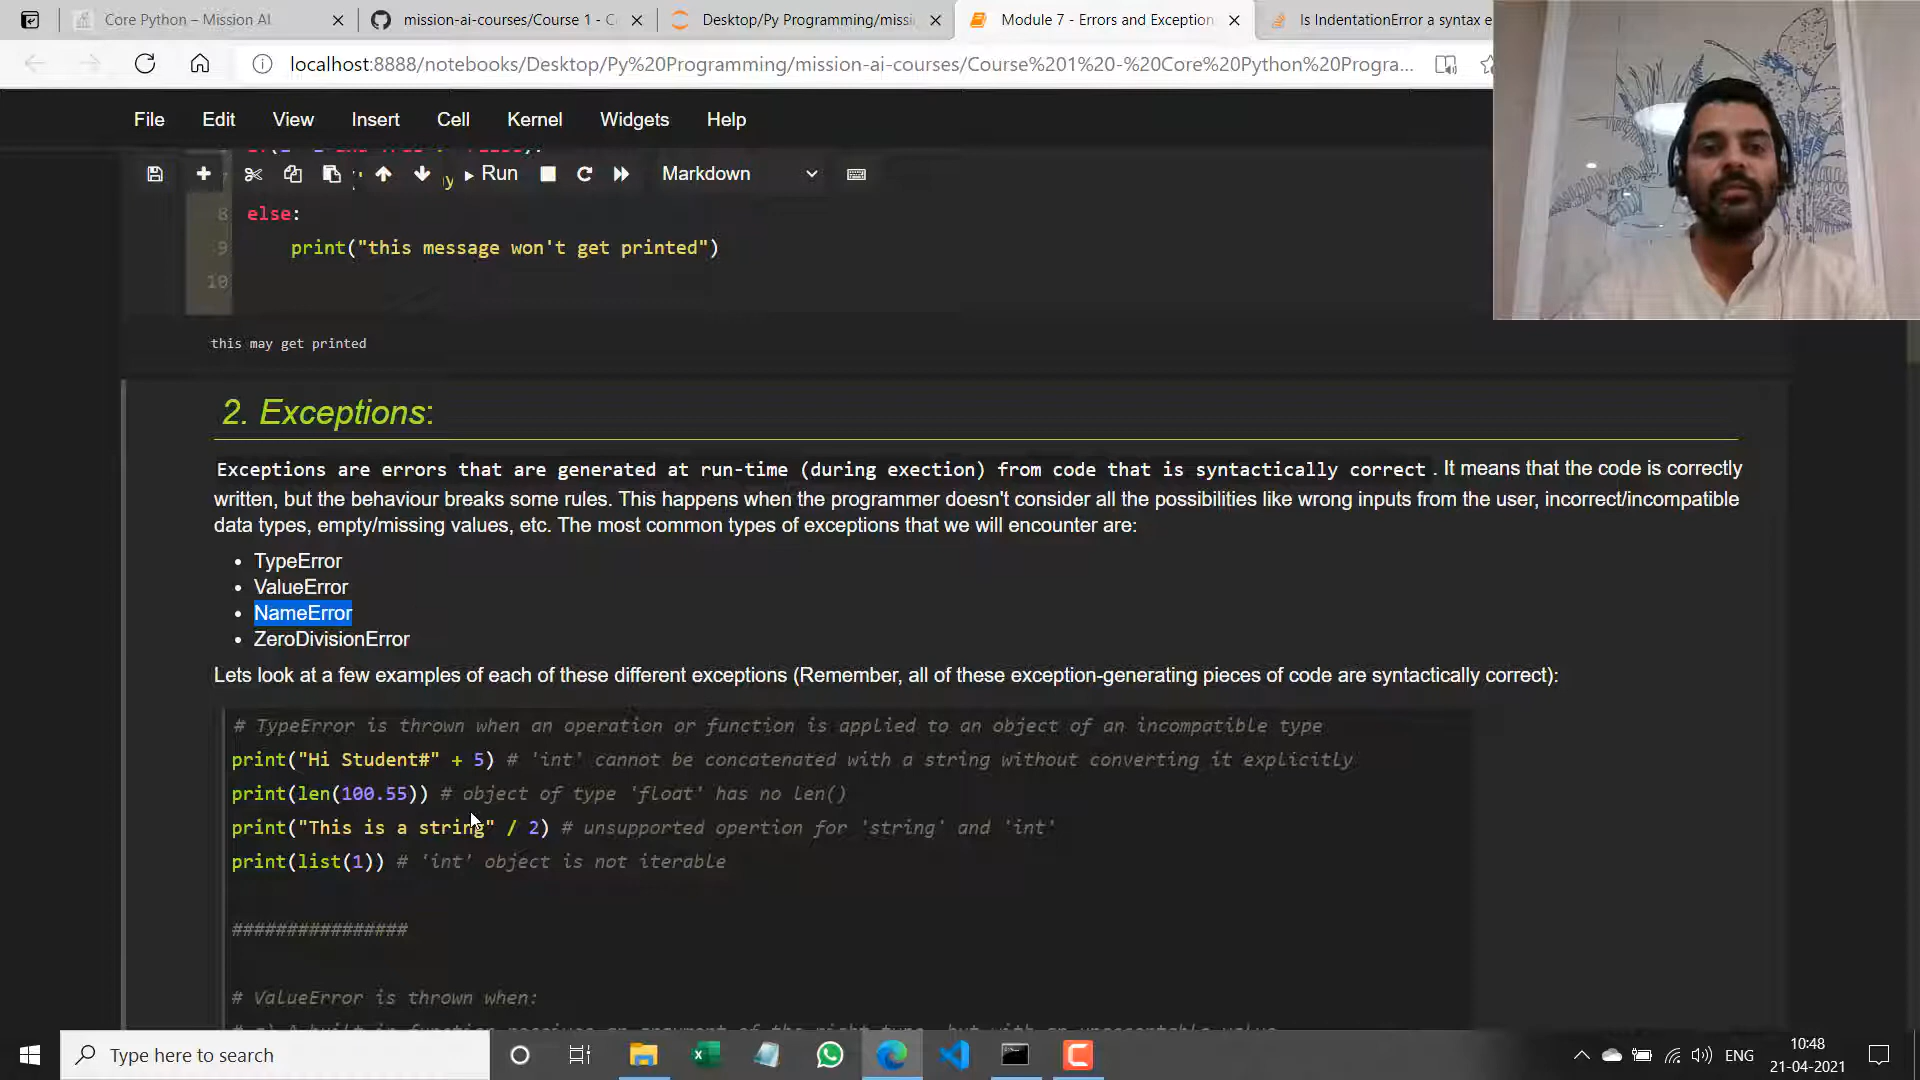 Core Python – Mission AI
mission-ai-courses/Course 1 - C
Desktop/Py Programming/missi
Module 7 - Errors and Exception
Is IndentationError a syntax e
localhost:8888/notebooks/Desktop/Py%20Programming/mission-ai-courses/Course%201%20-%20Core%20Python%20Progra...
File Edit View Insert Cell Kernel Widgets Help
Run Markdown
8 else:
9 print("this message won't get printed")
10
this may get printed
2. Exceptions:
Exceptions are errors that are generated at run-time (during exection) from code that is syntactically correct . It means that the code is correctly
written, but the behaviour breaks some rules. This happens when the programmer doesn't consider all the possibilities like wrong inputs from the user, incorrect/incompatible
data types, empty/missing values, etc. The most common types of exceptions that we will encounter are:
• TypeError
• ValueError
• NameError
• ZeroDivisionError
Lets look at a few examples of each of these different exceptions (Remember, all of these exception-generating pieces of code are syntactically correct):
# TypeError is thrown when an operation or function is applied to an object of an incompatible type
print("Hi Student#" + 5) # 'int' cannot be concatenated with a string without converting it explicitly
print(len(100.55)) # object of type 'float' has no len()
print("This is a string" / 2) # unsupported opertion for 'string' and 'int'
print(list(1)) # 'int' object is not iterable
################
# ValueError is thrown when:
Type here to search
ENG
10:48
21-04-2021